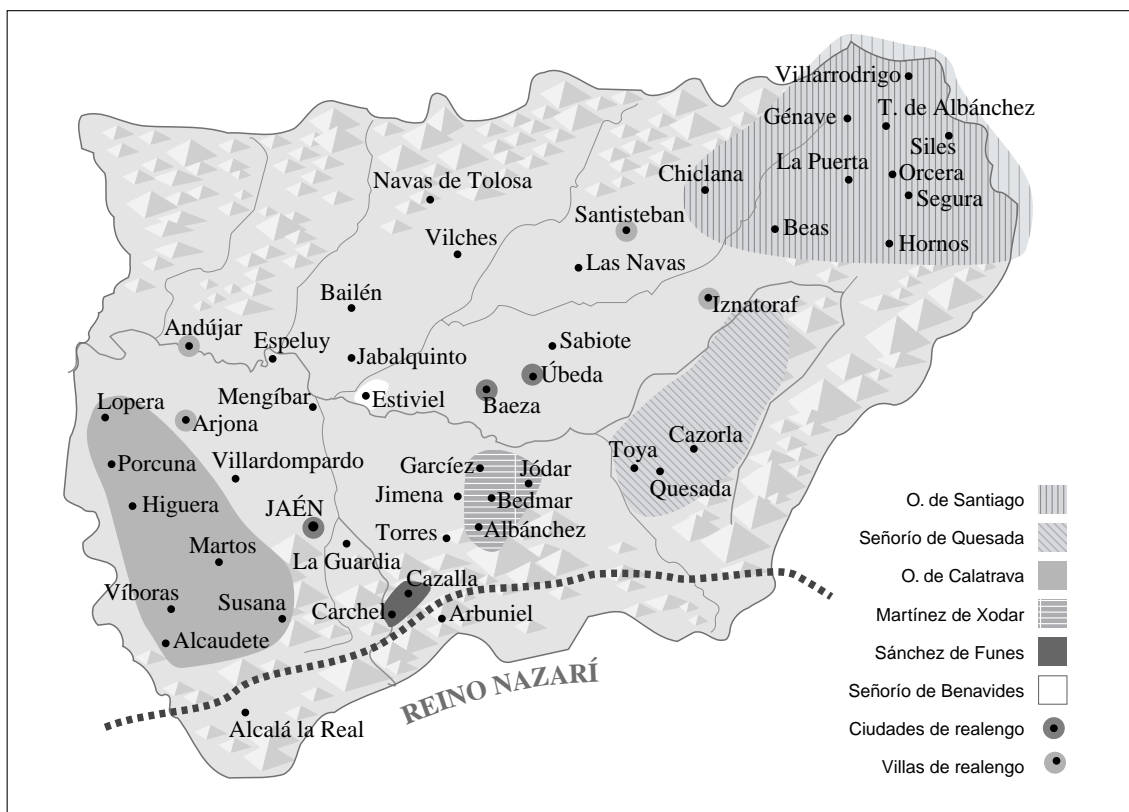 Villarrodrigo
Génave
T. de Albánchez
Siles
La Puerta
Orcera
Chiclana
Segura
Navas de Tolosa
Santisteban
Beas
Hornos
Vilches
Las Navas
Bailén
Iznatoraf
Andújar
Espeluy
Sabiote
Jabalquinto
Úbeda
Mengíbar
Estiviel
Baeza
Lopera
Arjona
Cazorla
Toya
Porcuna
Villardompardo
Garcíez
Jódar
Quesada
Higuera
Jimena
Bedmar
JAÉN
Torres
Albánchez
Martos
La Guardia
Cazalla
Víboras
Susana
Carchel
Arbuniel
Alcaudete
REINO NAZARÍ
Alcalá la Real
O. de Santiago
Señorío de Quesada
O. de Calatrava
Martínez de Xodar
Sánchez de Funes
Señorío de Benavides
Ciudades de realengo
Villas de realengo